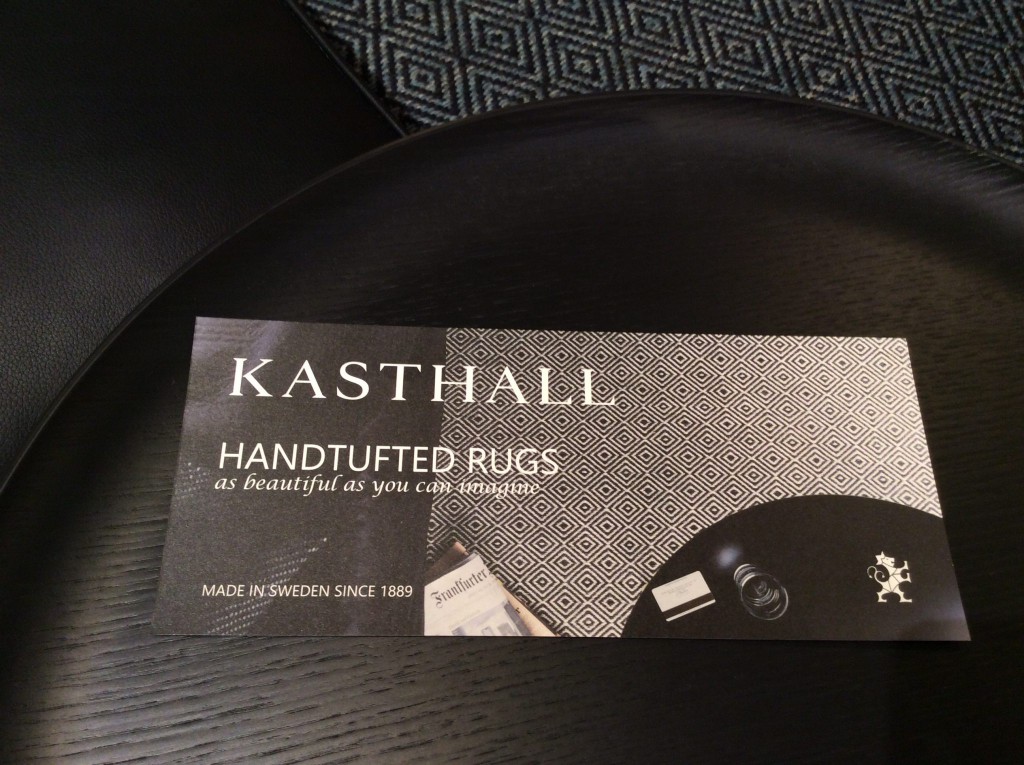 KASTHALL
HANDTUFTED RUGS
as beautiful as you can imagine
MADE IN SWEDEN SINCE 1889
Frankfurter